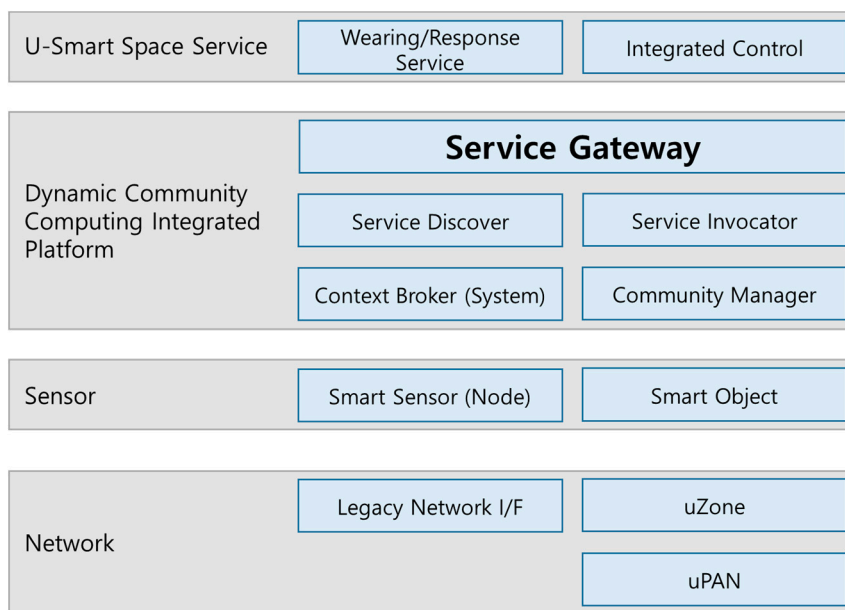 U-Smart Space Service
Wearing/Response
Service
Integrated Control
Dynamic Community
Computing Integrated
Platform
Service Gateway
Service Discover
Service Invocator
Context Broker (System)
Community Manager
Sensor
Smart Sensor (Node)
Smart Object
Network
Legacy Network I/F
uZone
uPAN